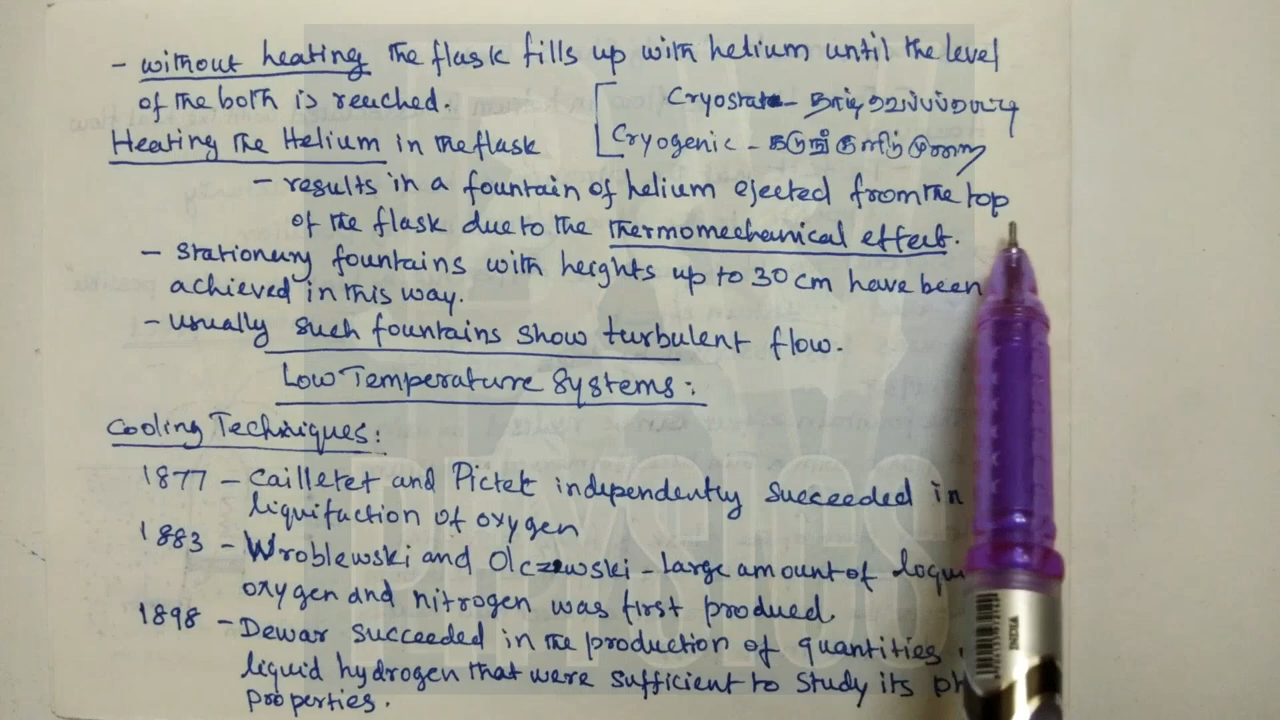 - without heating the flask fills up with helium until the level
of the both is reached.
Cryostat -
Cryogenic - கடுங்குளிர்முறை
Heating the Helium in the flask
- results in a fountain of helium ejected from the top
of the flask due to the thermomechanical effect.
- stationary fountains with heights up to 30 cm have been
achieved in this way.
- usually such fountains show turbulent flow.
Low Temperature Systems:
Cooling Techniques:
1877 - Cailletet and Pictet independently succeeded in
liquifaction of oxygen
1883 - Wroblewski and Olczewski - large amount of
oxygen and nitrogen was first produced.
1898 - Dewar succeeded in the production of quantities
liquid hydrogen that were sufficient to study its
properties.
PHYSICS
INDIA